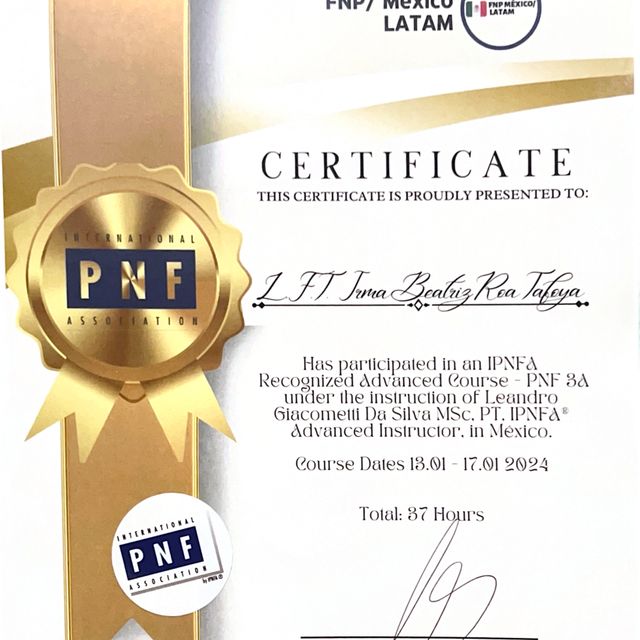 FNP/ México
LATAM
FNP MÉXICO/
LATAM
CERTIFICATE
THIS CERTIFICATE IS PROUDLY PRESENTED TO:
INTERNATIONAL
PNF
ASSOCIATION
L.F.T. Irma Beatriz Roa Tafoya
Has participated in an IPNFA
Recognized Advanced Course - PNF 3A
under the instruction of Leandro
Giacometti Da Silva MSc, PT, IPNFA®
Advanced Instructor, in México.
Course Dates 13.01 - 17.01 2024
Total: 37 Hours
INTERNATIONAL
PNF
ASSOCIATION
by IPNFA®